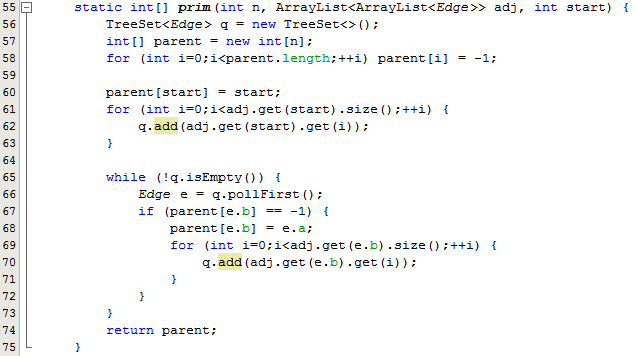 55 static int[] prim(int n, ArrayList<ArrayList<Edge>> adj, int start) {
56 TreeSet<Edge> q = new TreeSet<>();
57 int[] parent = new int[n];
58 for (int i=0;i<parent.length;++i) parent[i] = -1;
59
60 parent[start] = start;
61 for (int i=0;i<adj.get(start).size();++i) {
62 q.add(adj.get(start).get(i));
63 }
64
65 while (!q.isEmpty()) {
66 Edge e = q.pollFirst();
67 if (parent[e.b] == -1) {
68 parent[e.b] = e.a;
69 for (int i=0;i<adj.get(e.b).size();++i) {
70 q.add(adj.get(e.b).get(i));
71 }
72 }
73 }
74 return parent;
75 }